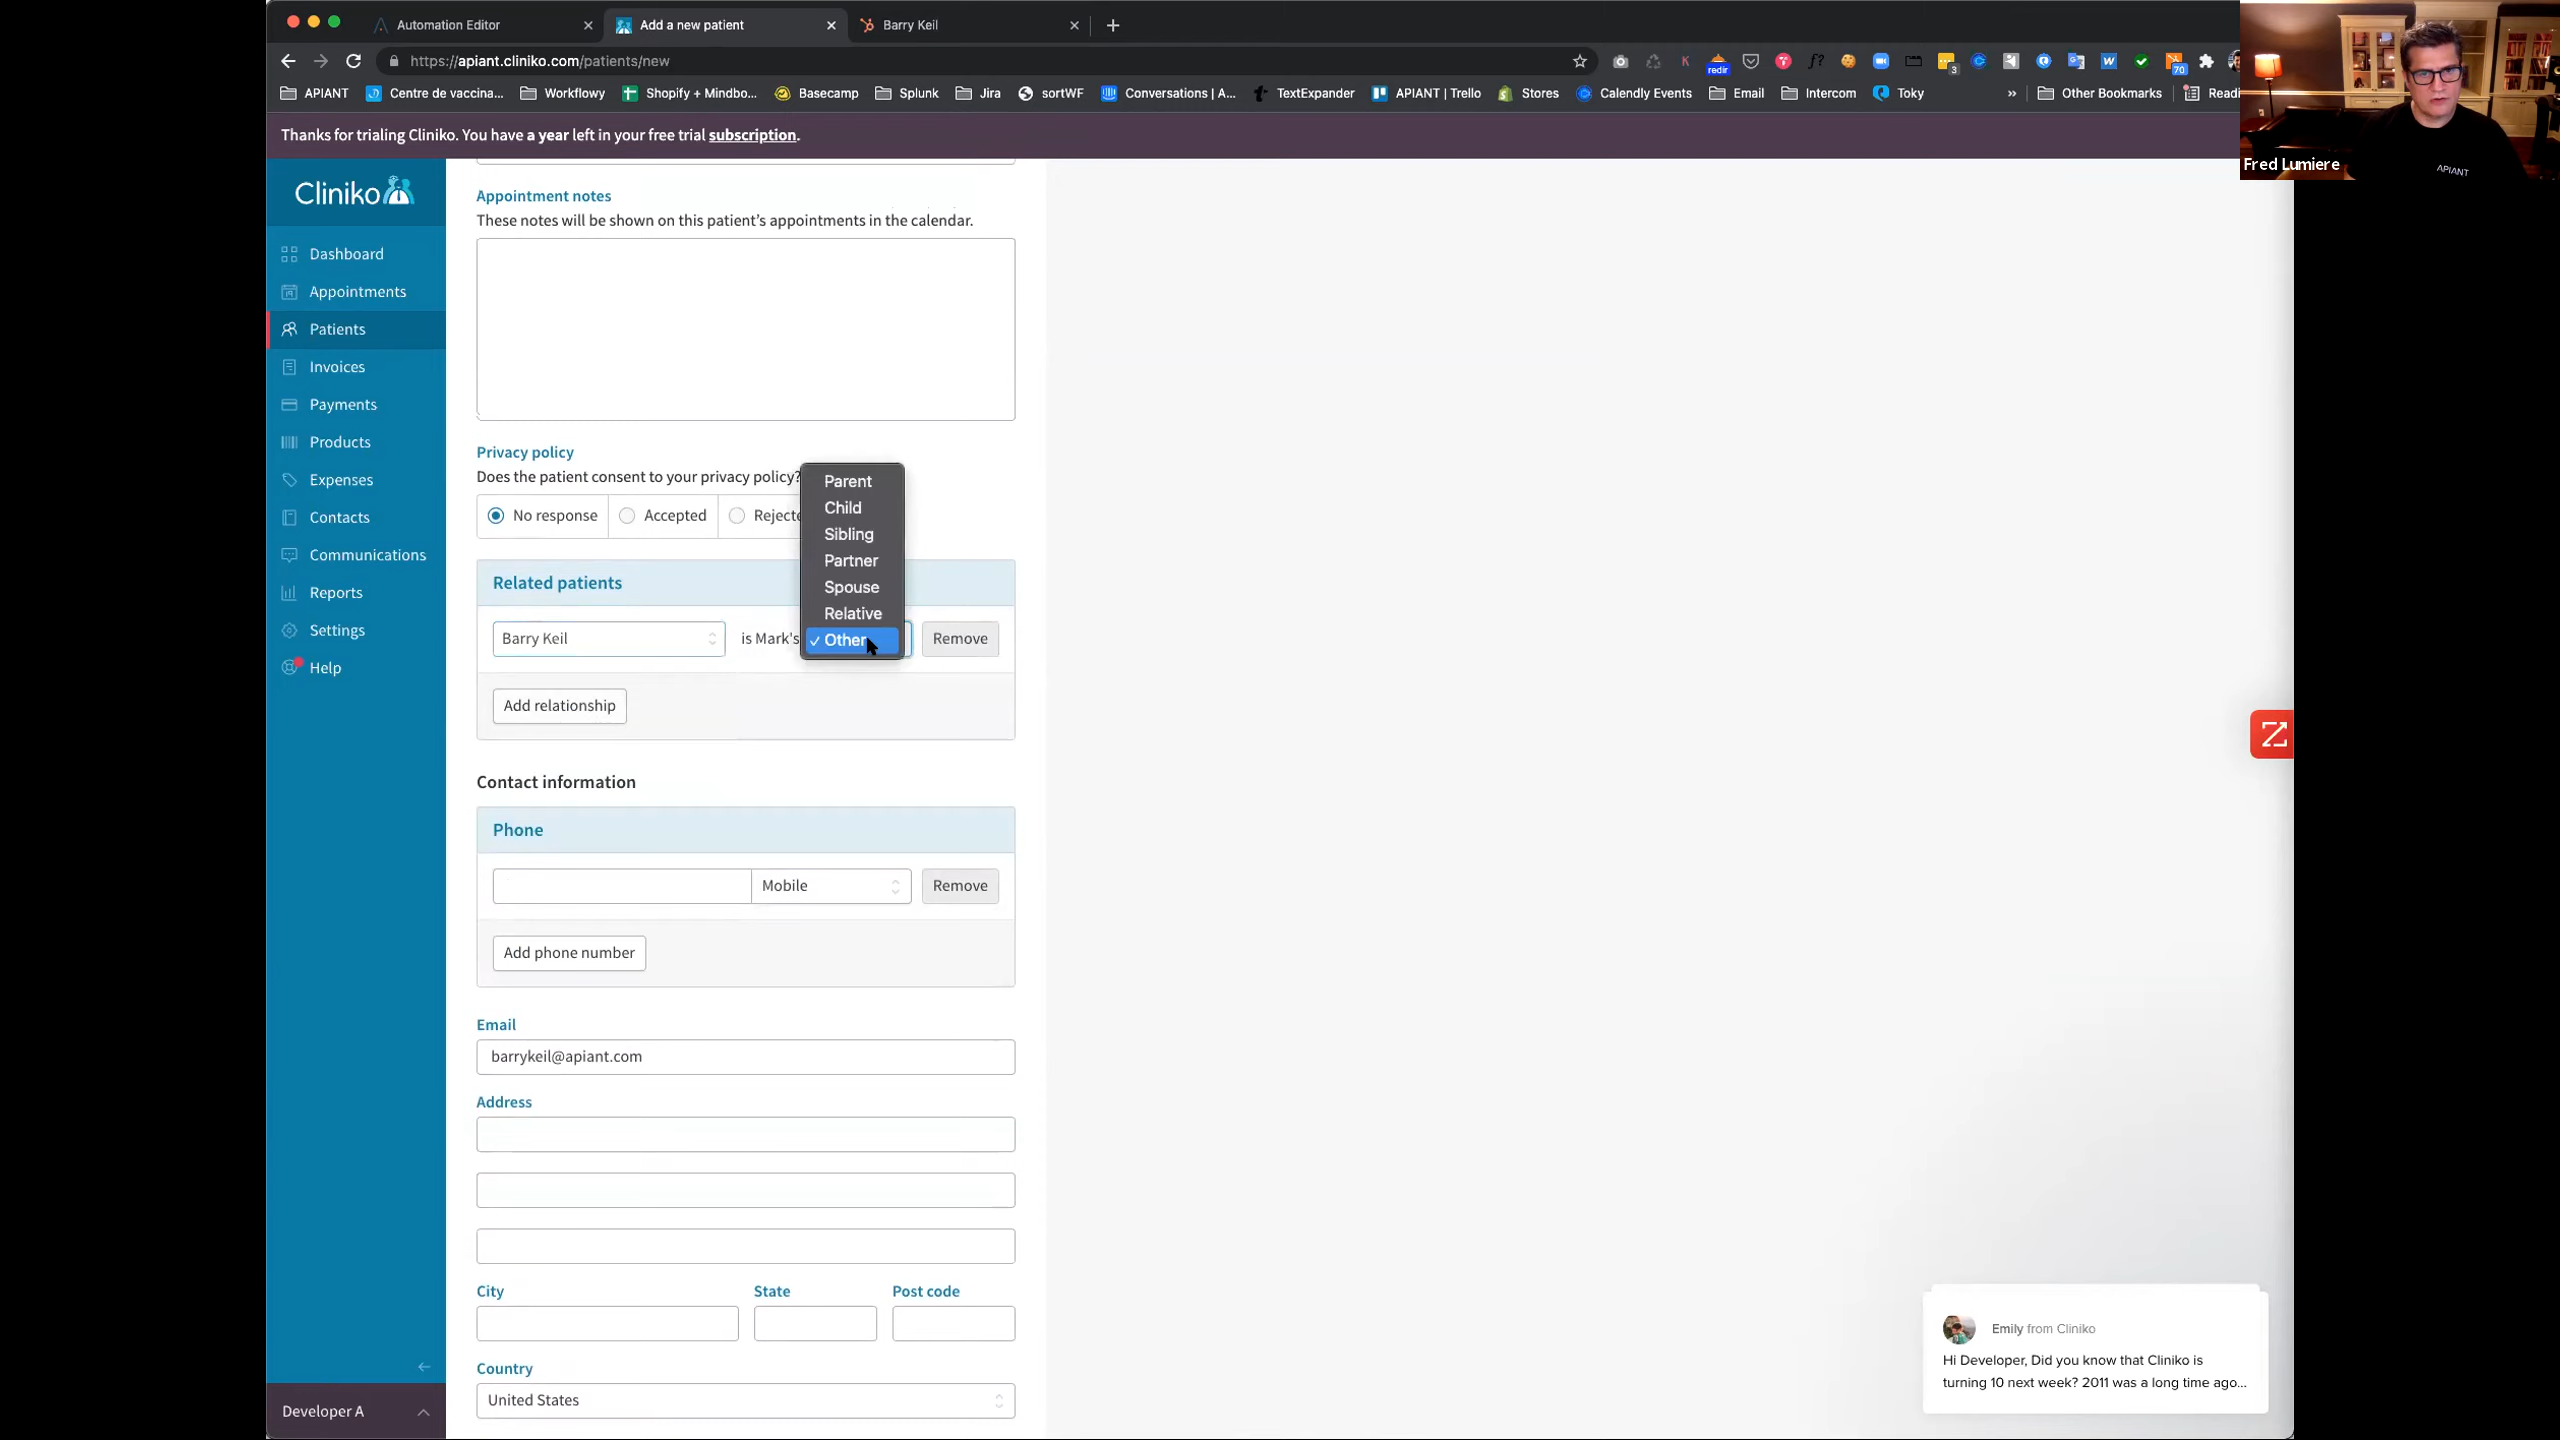 Automation Editor
Add a new patient
Barry Keil
https://apiant.cliniko.com/patients/new
redir
3
70
APIANT
Centre de vaccina...
Workflowy
Shopify + Mindbo...
Basecamp
Splunk
Jira
sortWF
Conversations | A...
TextExpander
APIANT | Trello
Stores
Calendly Events
Email
Intercom
Toky
»
Other Bookmarks
Readi
Fred Lumiere
APIANT
Thanks for trialing Cliniko. You have a year left in your free trial subscription.
Cliniko
Dashboard
Appointments
Patients
Invoices
Payments
Products
Expenses
Contacts
Communications
Reports
Settings
Help
Developer A
Appointment notes
These notes will be shown on this patient's appointments in the calendar.
Privacy policy
Does the patient consent to your privacy policy?
No response
Accepted
Rejecte
Parent
Child
Sibling
Partner
Spouse
Relative
✓ Other
Related patients
Barry Keil
is Mark's
Remove
Add relationship
Contact information
Phone
Mobile
Remove
Add phone number
Email
barrykeil@apiant.com
Address
City
State
Post code
Country
United States
Emily from Cliniko
Hi Developer, Did you know that Cliniko is
turning 10 next week? 2011 was a long time ago...